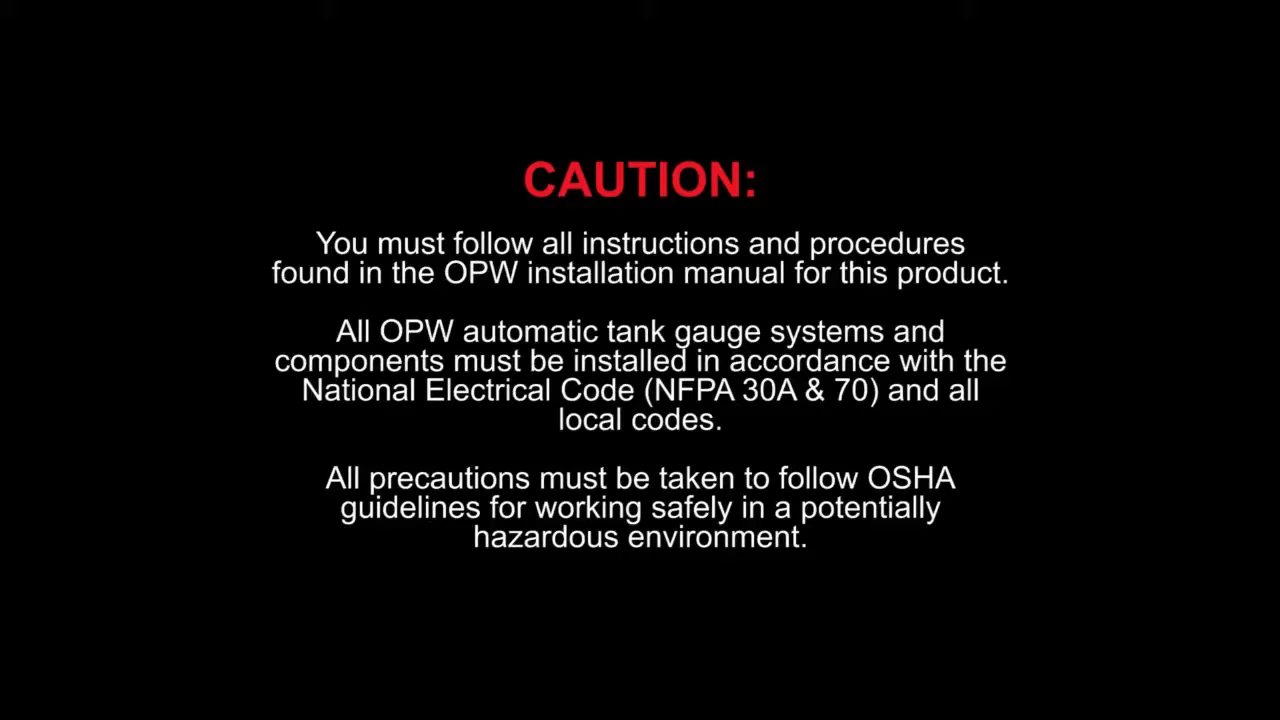 CAUTION:
You must follow all instructions and procedures
found in the OPW installation manual for this product.
All OPW automatic tank gauge systems and
components must be installed in accordance with the
National Electrical Code (NFPA 30A & 70) and all
local codes.
All precautions must be taken to follow OSHA
guidelines for working safely in a potentially
hazardous environment.